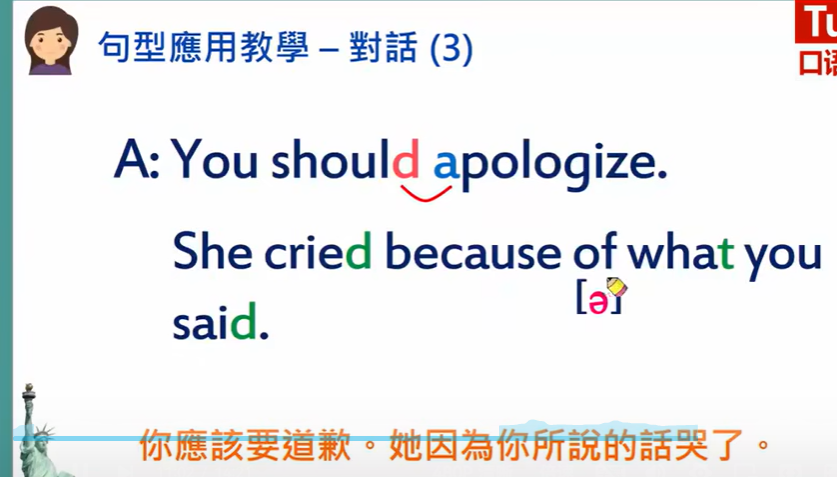 句型應用教學 – 對話 (3)
A: You should apologize.
She cried because of what you
[ə]
said.
你應該要道歉。她因為你所說的話哭了。
口语